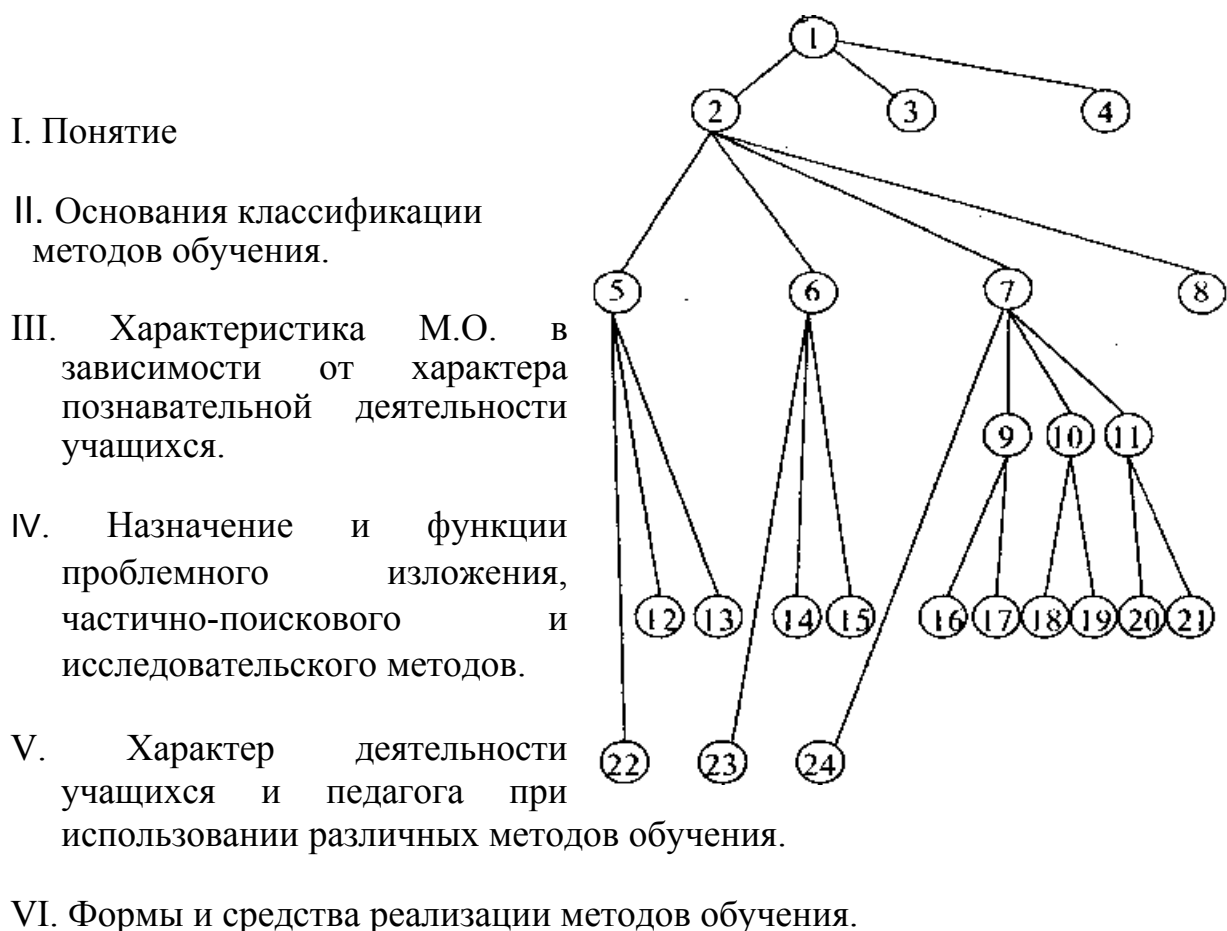 1
2 3 4
I. Понятие
II. Основания классификации
методов обучения.
5 6 7 8
III. Характеристика М.О. в
зависимости от характера
познавательной деятельности
учащихся.
9 10 11
IV. Назначение и функции
проблемного изложения,
частично-поискового и
исследовательского методов.
12 13 14 15 16 17 18 19 20 21
V. Характер деятельности
учащихся и педагога при
использовании различных методов обучения.
22 23 24
VI. Формы и средства реализации методов обучения.